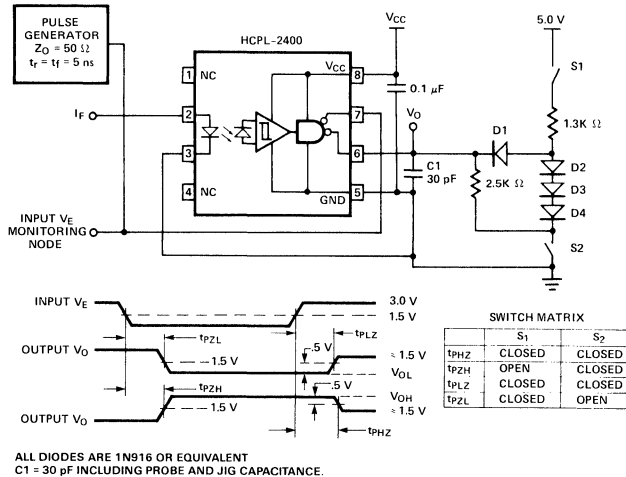 PULSE
GENERATOR
Z_O = 50 Ω
t_r = t_f = 5 ns
HCPL-2400
V_CC
5.0 V
S1
1 NC
V_CC 8
0.1 μF
V_O
1.3K Ω
I_F
2
7
D1
3
6
C1
30 pF
2.5K Ω
D2
D3
D4
4 NC
GND 5
S2
INPUT V_E
MONITORING
NODE
INPUT V_E
3.0 V
1.5 V
t_PZL
t_PLZ
OUTPUT V_O
1.5 V
.5 V
≈ 1.5 V
V_OL
t_PZH
.5 V
V_OH
OUTPUT V_O
1.5 V
≈ 1.5 V
t_PHZ
SWITCH MATRIX
S_1 S_2
t_PHZ CLOSED CLOSED
t_PZH OPEN CLOSED
t_PLZ CLOSED CLOSED
t_PZL CLOSED OPEN
ALL DIODES ARE 1N916 OR EQUIVALENT
C1 = 30 pF INCLUDING PROBE AND JIG CAPACITANCE.